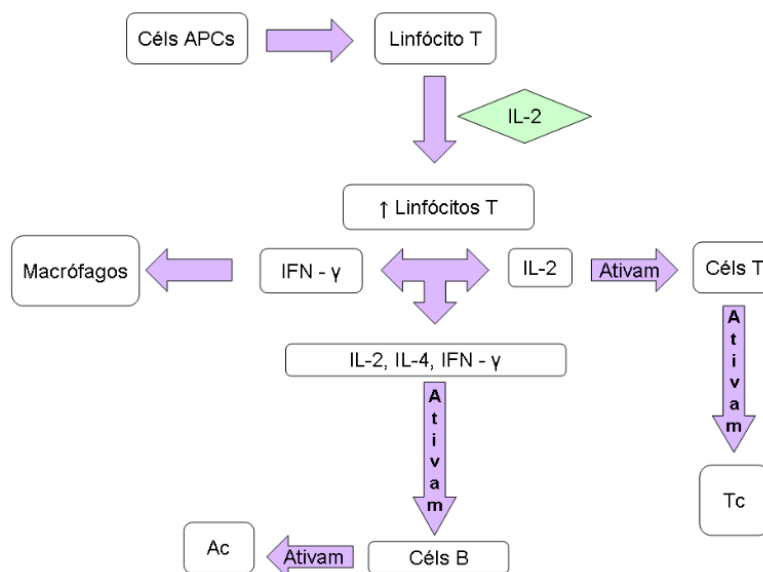 Céls APCs
Linfócito T
IL-2
↑ Linfócitos T
Macrófagos
IFN - γ
IL-2
Ativam
Céls T
IL-2, IL-4, IFN - γ
Ativam
Ativam
Tc
Ac
Ativam
Céls B